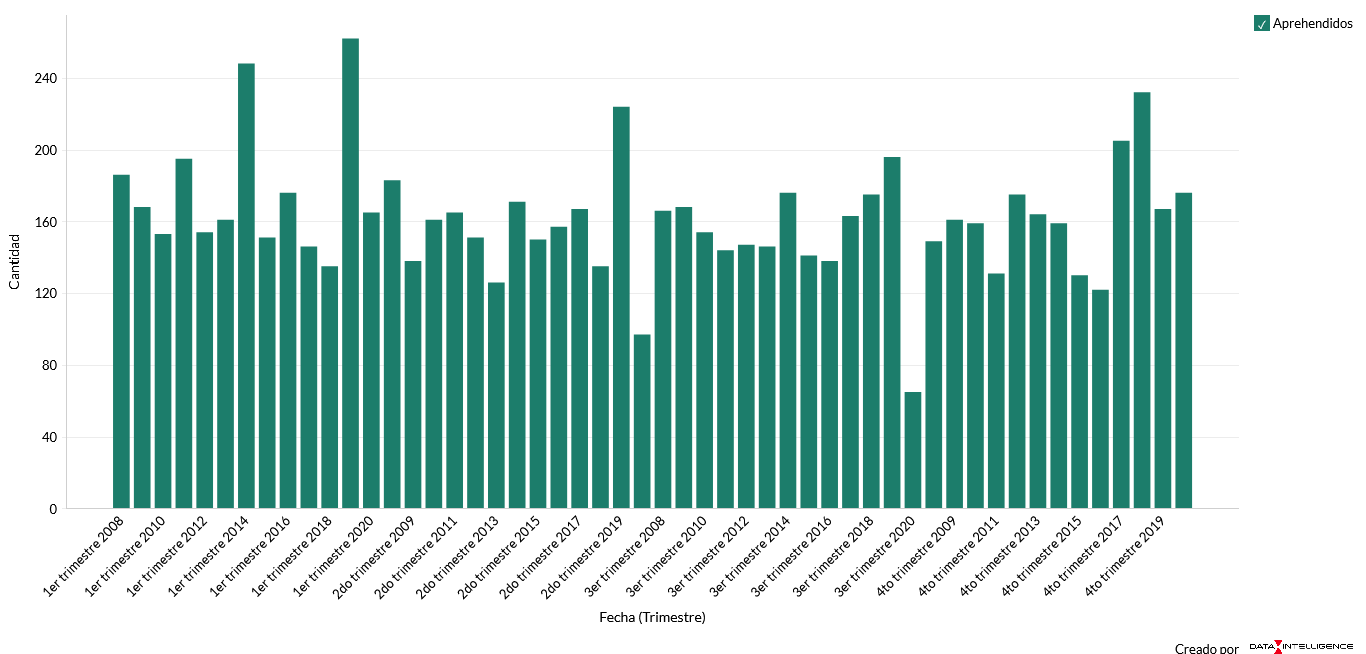 Aprehendidos
240
200
160
120
80
40
0
Cantidad
1er trimestre 2008
1er trimestre 2010
1er trimestre 2012
1er trimestre 2014
1er trimestre 2016
1er trimestre 2018
1er trimestre 2020
2do trimestre 2009
2do trimestre 2011
2do trimestre 2013
2do trimestre 2015
2do trimestre 2017
2do trimestre 2019
3er trimestre 2008
3er trimestre 2010
3er trimestre 2012
3er trimestre 2014
3er trimestre 2016
3er trimestre 2018
3er trimestre 2020
4to trimestre 2009
4to trimestre 2011
4to trimestre 2013
4to trimestre 2015
4to trimestre 2017
4to trimestre 2019
Fecha (Trimestre)
Creado por DATA INTELLIGENCE